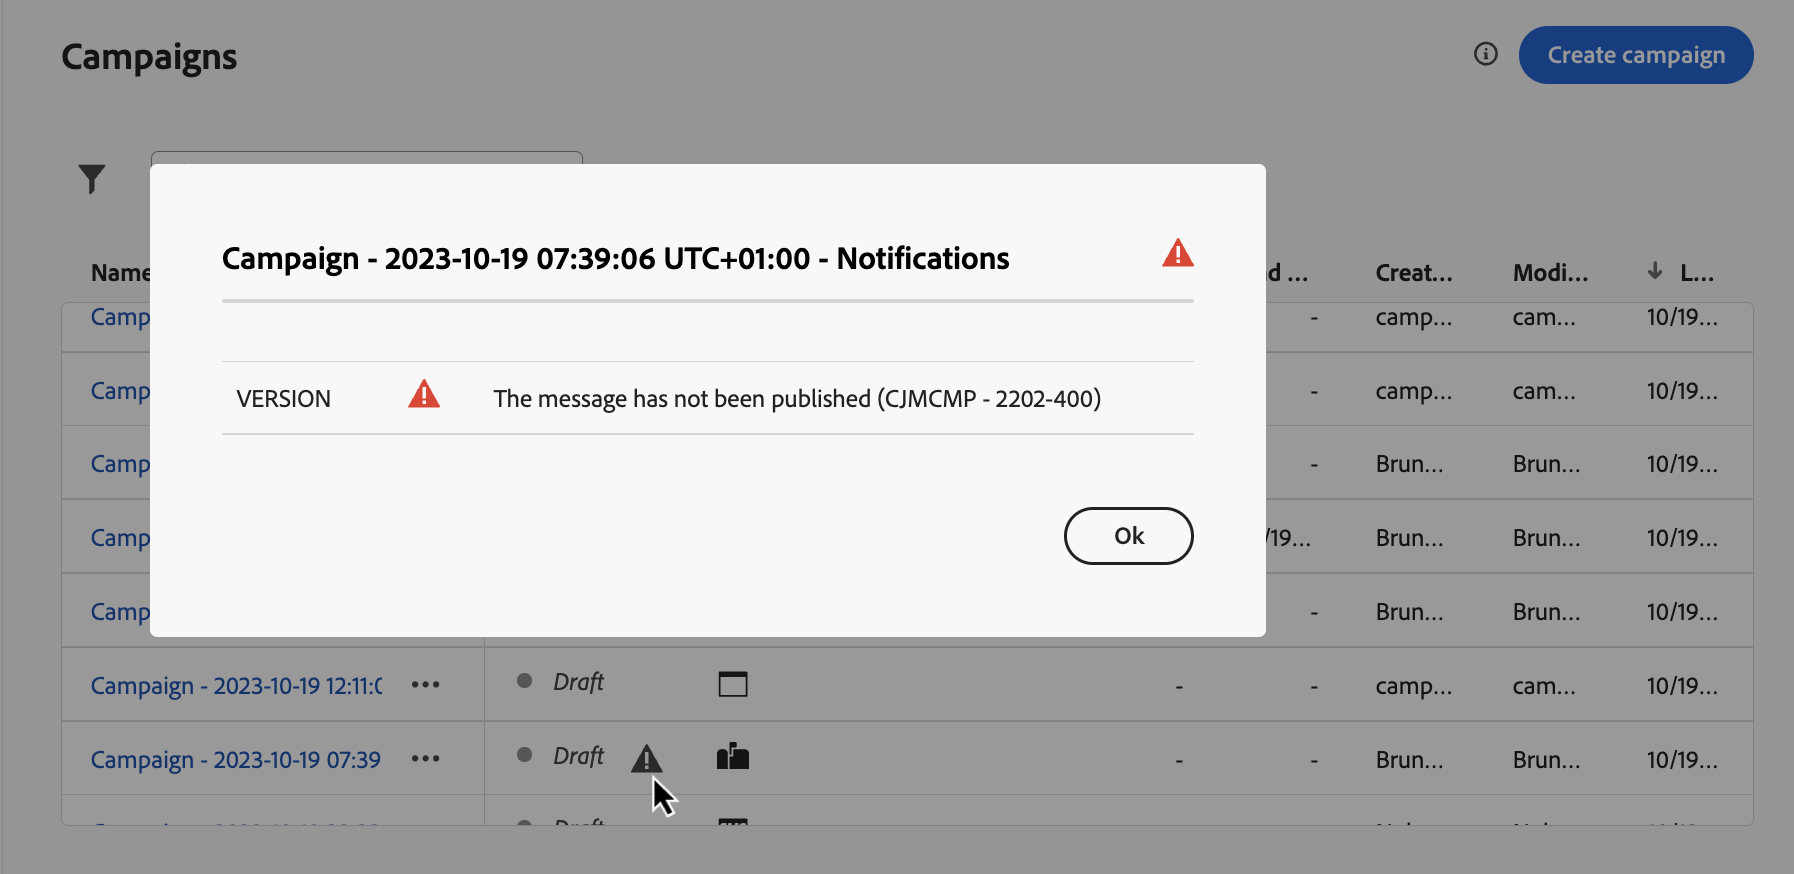 Campaigns
Create campaign
Campaign - 2023-10-19 07:39:06 UTC+01:00 - Notifications
VERSION The message has not been published (CJMCMP - 2202-400)
Ok
Name d ... Creat... Modi... L...
Camp - camp... cam... 10/19...
Camp - camp... cam... 10/19...
Camp - Brun... Brun... 10/19...
Camp /19... Brun... Brun... 10/19...
Camp - Brun... Brun... 10/19...
Campaign - 2023-10-19 12:11:0 ... Draft - - camp... cam... 10/19...
Campaign - 2023-10-19 07:39 ... Draft - - Brun... Brun... 10/19...